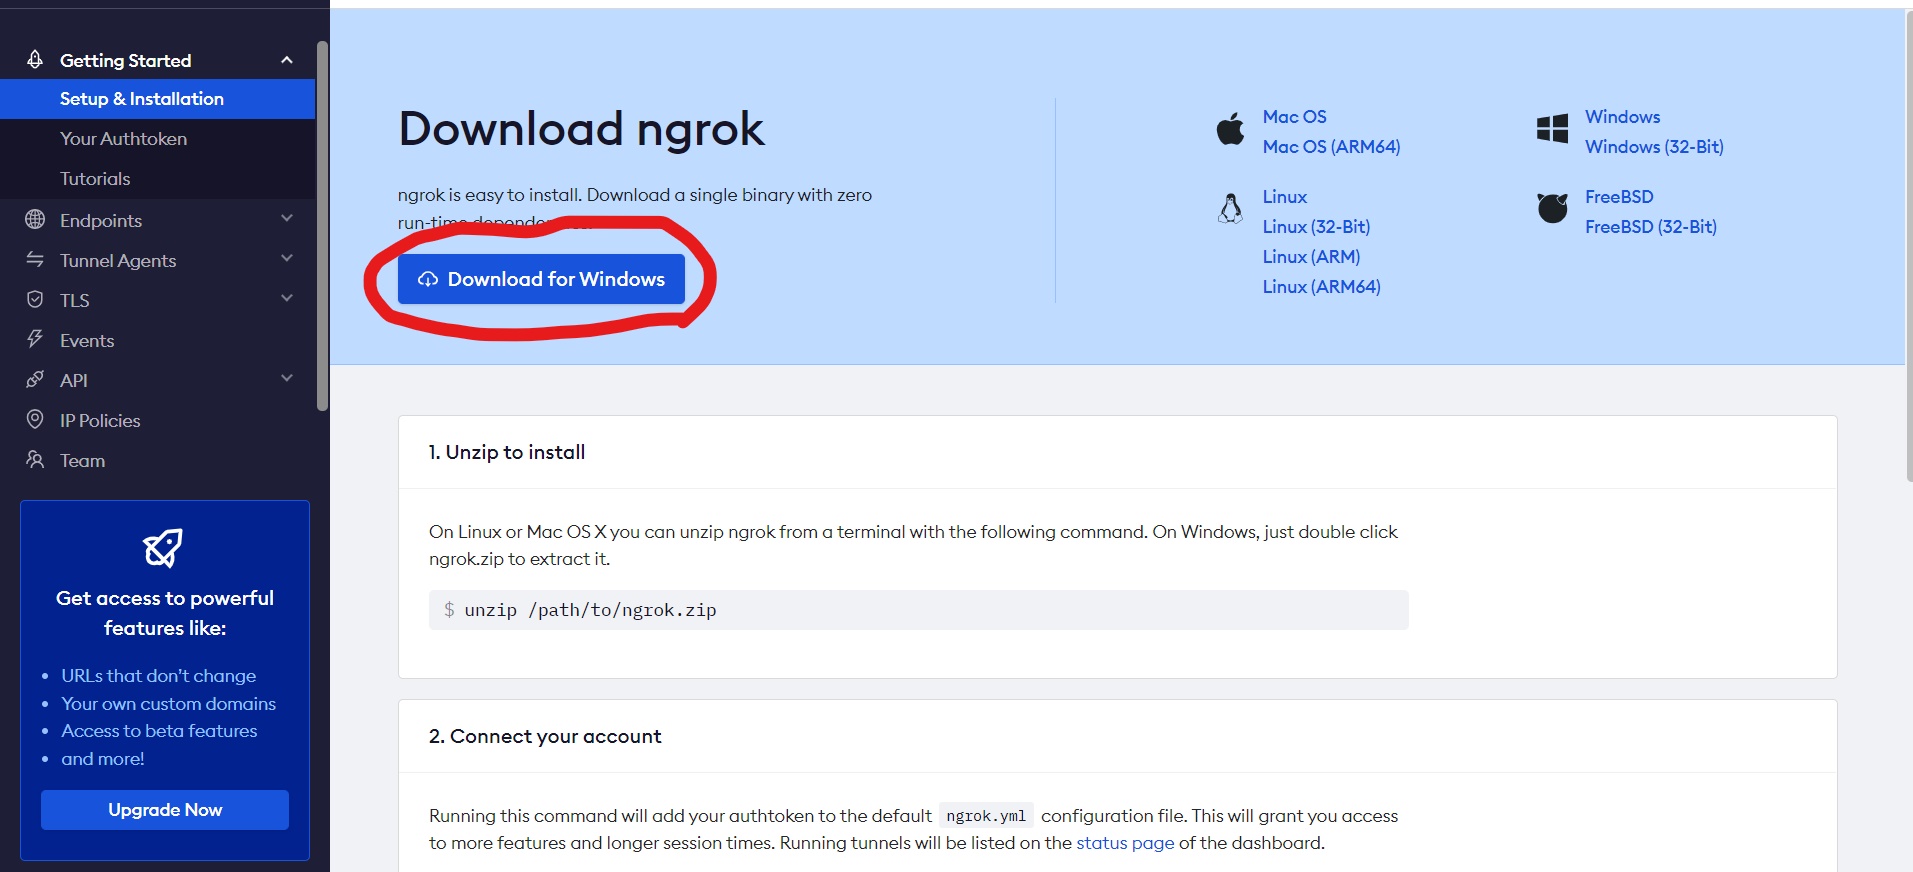 Getting Started
Setup & Installation
Your Authtoken
Tutorials
Endpoints
Tunnel Agents
TLS
Events
API
IP Policies
Team
Get access to powerful
features like:
• URLs that don't change
• Your own custom domains
• Access to beta features
• and more!
Upgrade Now
Download ngrok
ngrok is easy to install. Download a single binary with zero
run-time
Download for Windows
Mac OS
Mac OS (ARM64)
Linux
Linux (32-Bit)
Linux (ARM)
Linux (ARM64)
Windows
Windows (32-Bit)
FreeBSD
FreeBSD (32-Bit)
1. Unzip to install
On Linux or Mac OS X you can unzip ngrok from a terminal with the following command. On Windows, just double click
ngrok.zip to extract it.
$ unzip /path/to/ngrok.zip
2. Connect your account
Running this command will add your authtoken to the default ngrok.yml configuration file. This will grant you access
to more features and longer session times. Running tunnels will be listed on the status page of the dashboard.